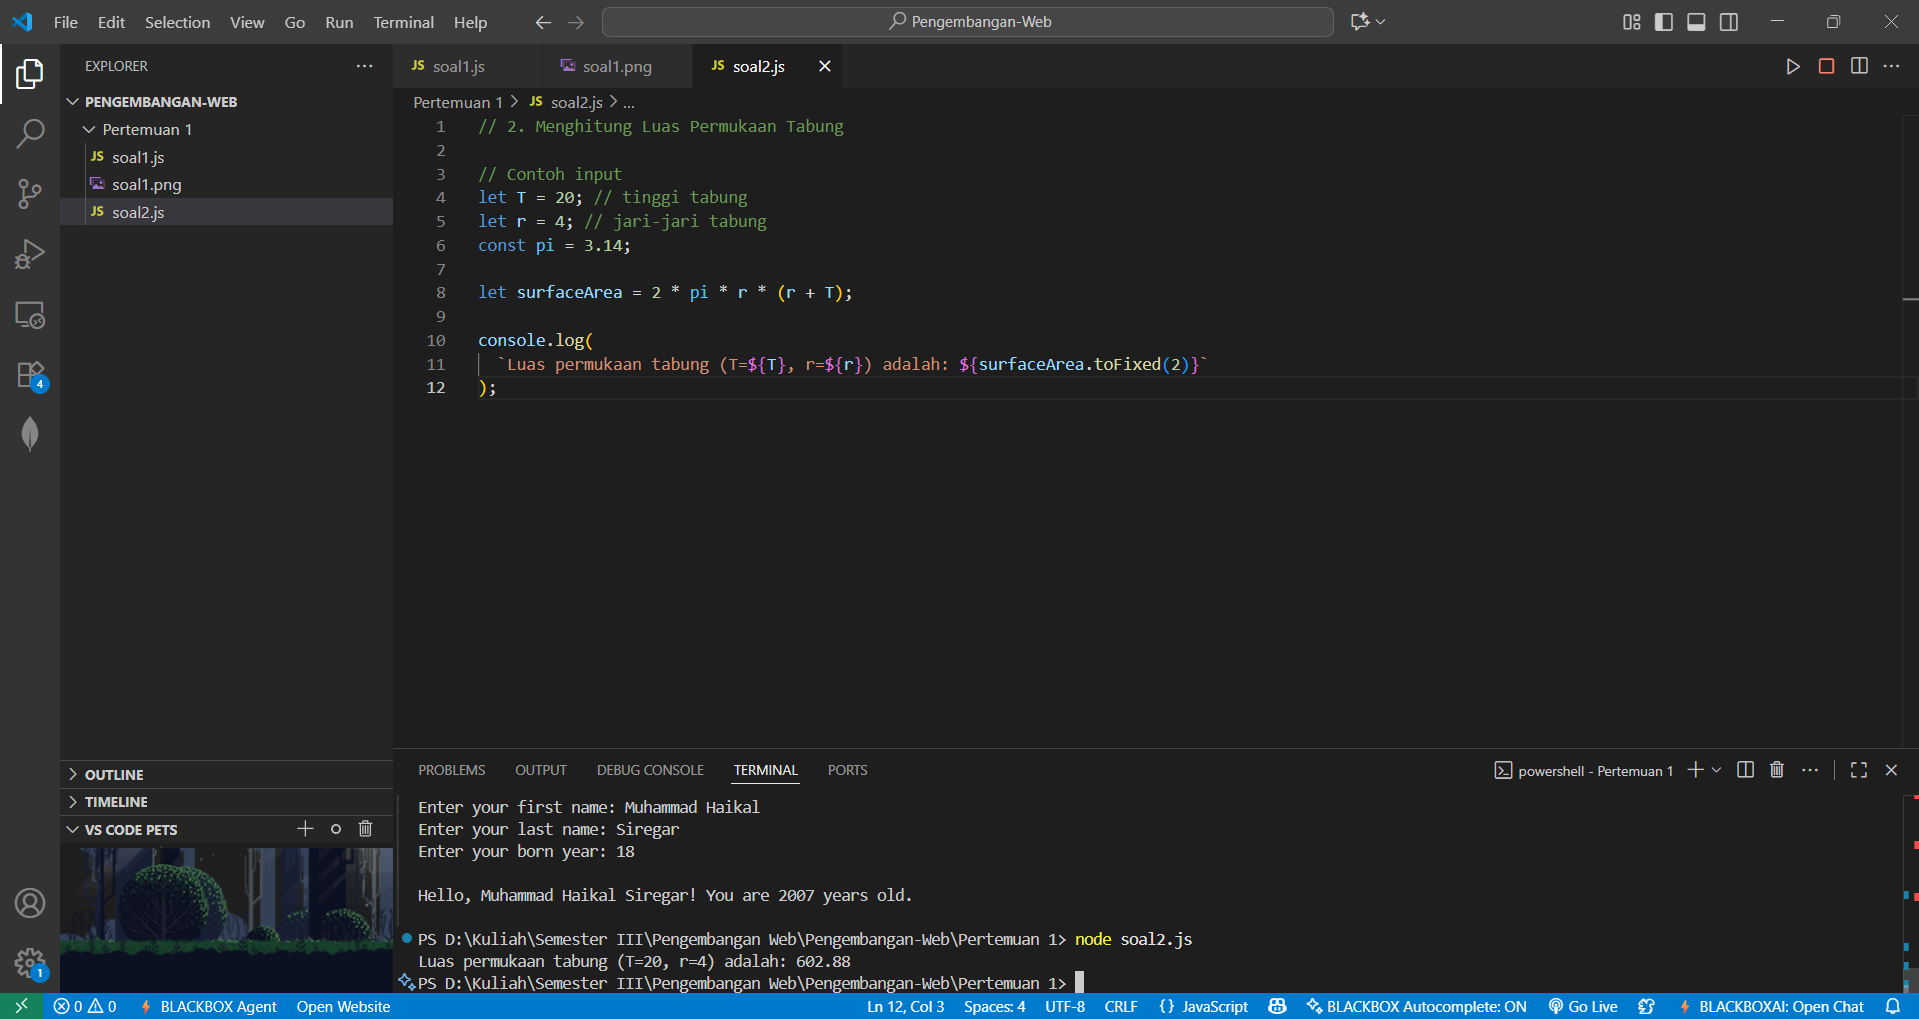 File Edit Selection View Go Run Terminal Help
Pengembangan-Web
EXPLORER
PENGEMBANGAN-WEB
Pertemuan 1
JS soal1.js
soal1.png
JS soal2.js
4
OUTLINE
TIMELINE
VS CODE PETS
1
JS soal1.js
soal1.png
JS soal2.js
Pertemuan 1 > JS soal2.js > ...
1 // 2. Menghitung Luas Permukaan Tabung
2
3 // Contoh input
4 let T = 20; // tinggi tabung
5 let r = 4; // jari-jari tabung
6 const pi = 3.14;
7
8 let surfaceArea = 2 * pi * r * (r + T);
9
10 console.log(
11 `Luas permukaan tabung (T=${T}, r=${r}) adalah: ${surfaceArea.toFixed(2)}`
12 );
PROBLEMS OUTPUT DEBUG CONSOLE TERMINAL PORTS
powershell - Pertemuan 1
Enter your first name: Muhammad Haikal
Enter your last name: Siregar
Enter your born year: 18
Hello, Muhammad Haikal Siregar! You are 2007 years old.
PS D:\Kuliah\Semester III\Pengembangan Web\Pengembangan-Web\Pertemuan 1> node soal2.js
Luas permukaan tabung (T=20, r=4) adalah: 602.88
PS D:\Kuliah\Semester III\Pengembangan Web\Pengembangan-Web\Pertemuan 1>
0 0 BLACKBOX Agent Open Website Ln 12, Col 3 Spaces: 4 UTF-8 CRLF {} JavaScript BLACKBOX Autocomplete: ON Go Live BLACKBOXAI: Open Chat